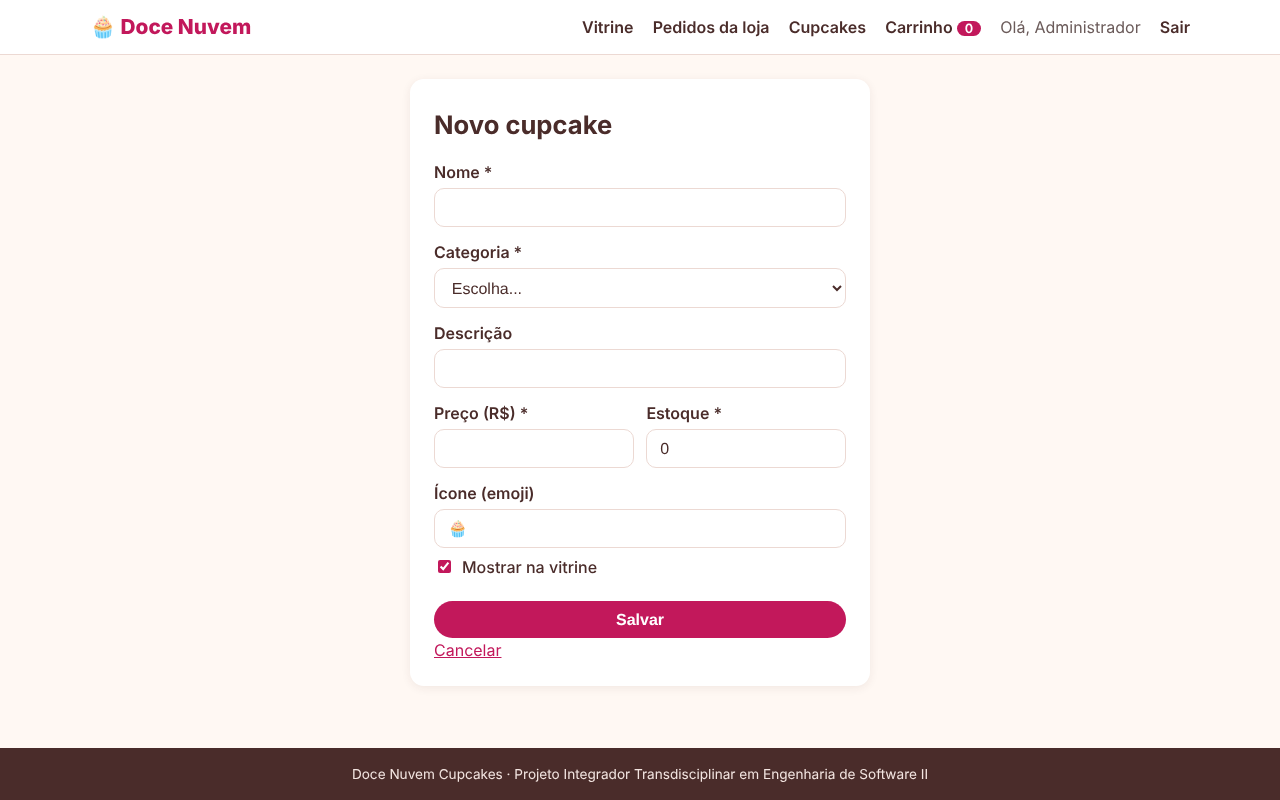 🧁 Doce Nuvem
Vitrine Pedidos da loja Cupcakes Carrinho 0 Olá, Administrador Sair
Novo cupcake
Nome *
Categoria *
Escolha...
Descrição
Preço (R$) * Estoque *
0
Ícone (emoji)
🧁
Mostrar na vitrine
Salvar
Cancelar
Doce Nuvem Cupcakes · Projeto Integrador Transdisciplinar em Engenharia de Software II